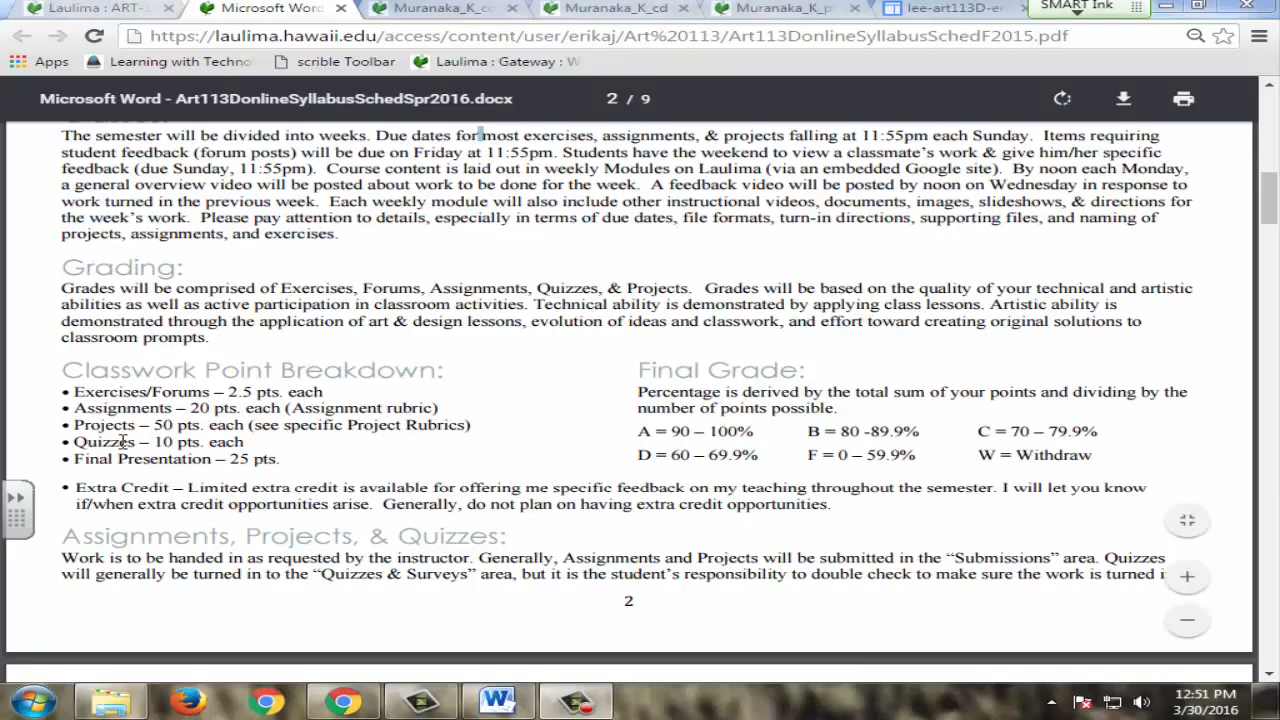 Laulima : ART-1
Microsoft Word
Muranaka_K_co
Muranaka_K_cd
Muranaka_K_p
lee-art113D-e
SMART Ink
https://laulima.hawaii.edu/access/content/user/erikaj/Art%20113/Art113DonlineSyllabusSchedF2015.pdf
Apps
Learning with Techno
scrible Toolbar
Laulima : Gateway : W
Microsoft Word - Art113DonlineSyllabusSchedSpr2016.docx
2 / 9
The semester will be divided into weeks. Due dates for most exercises, assignments, & projects falling at 11:55pm each Sunday. Items requiring
student feedback (forum posts) will be due on Friday at 11:55pm. Students have the weekend to view a classmate's work & give him/her specific
feedback (due Sunday, 11:55pm). Course content is laid out in weekly Modules on Laulima (via an embedded Google site). By noon each Monday,
a general overview video will be posted about work to be done for the week. A feedback video will be posted by noon on Wednesday in response to
work turned in the previous week. Each weekly module will also include other instructional videos, documents, images, slideshows, & directions for
the week's work. Please pay attention to details, especially in terms of due dates, file formats, turn-in directions, supporting files, and naming of
projects, assignments, and exercises.
Grading:
Grades will be comprised of Exercises, Forums, Assignments, Quizzes, & Projects. Grades will be based on the quality of your technical and artistic
abilities as well as active participation in classroom activities. Technical ability is demonstrated by applying class lessons. Artistic ability is
demonstrated through the application of art & design lessons, evolution of ideas and classwork, and effort toward creating original solutions to
classroom prompts.
Classwork Point Breakdown:
• Exercises/Forums – 2.5 pts. each
• Assignments – 20 pts. each (Assignment rubric)
• Projects – 50 pts. each (see specific Project Rubrics)
• Quizzes – 10 pts. each
• Final Presentation – 25 pts.
Final Grade:
Percentage is derived by the total sum of your points and dividing by the
number of points possible.
A = 90 – 100% B = 80 -89.9% C = 70 – 79.9%
D = 60 – 69.9% F = 0 – 59.9% W = Withdraw
• Extra Credit – Limited extra credit is available for offering me specific feedback on my teaching throughout the semester. I will let you know
if/when extra credit opportunities arise. Generally, do not plan on having extra credit opportunities.
Assignments, Projects, & Quizzes:
Work is to be handed in as requested by the instructor. Generally, Assignments and Projects will be submitted in the “Submissions” area. Quizzes
will generally be turned in to the “Quizzes & Surveys” area, but it is the student's responsibility to double check to make sure the work is turned i
2
12:51 PM
3/30/2016